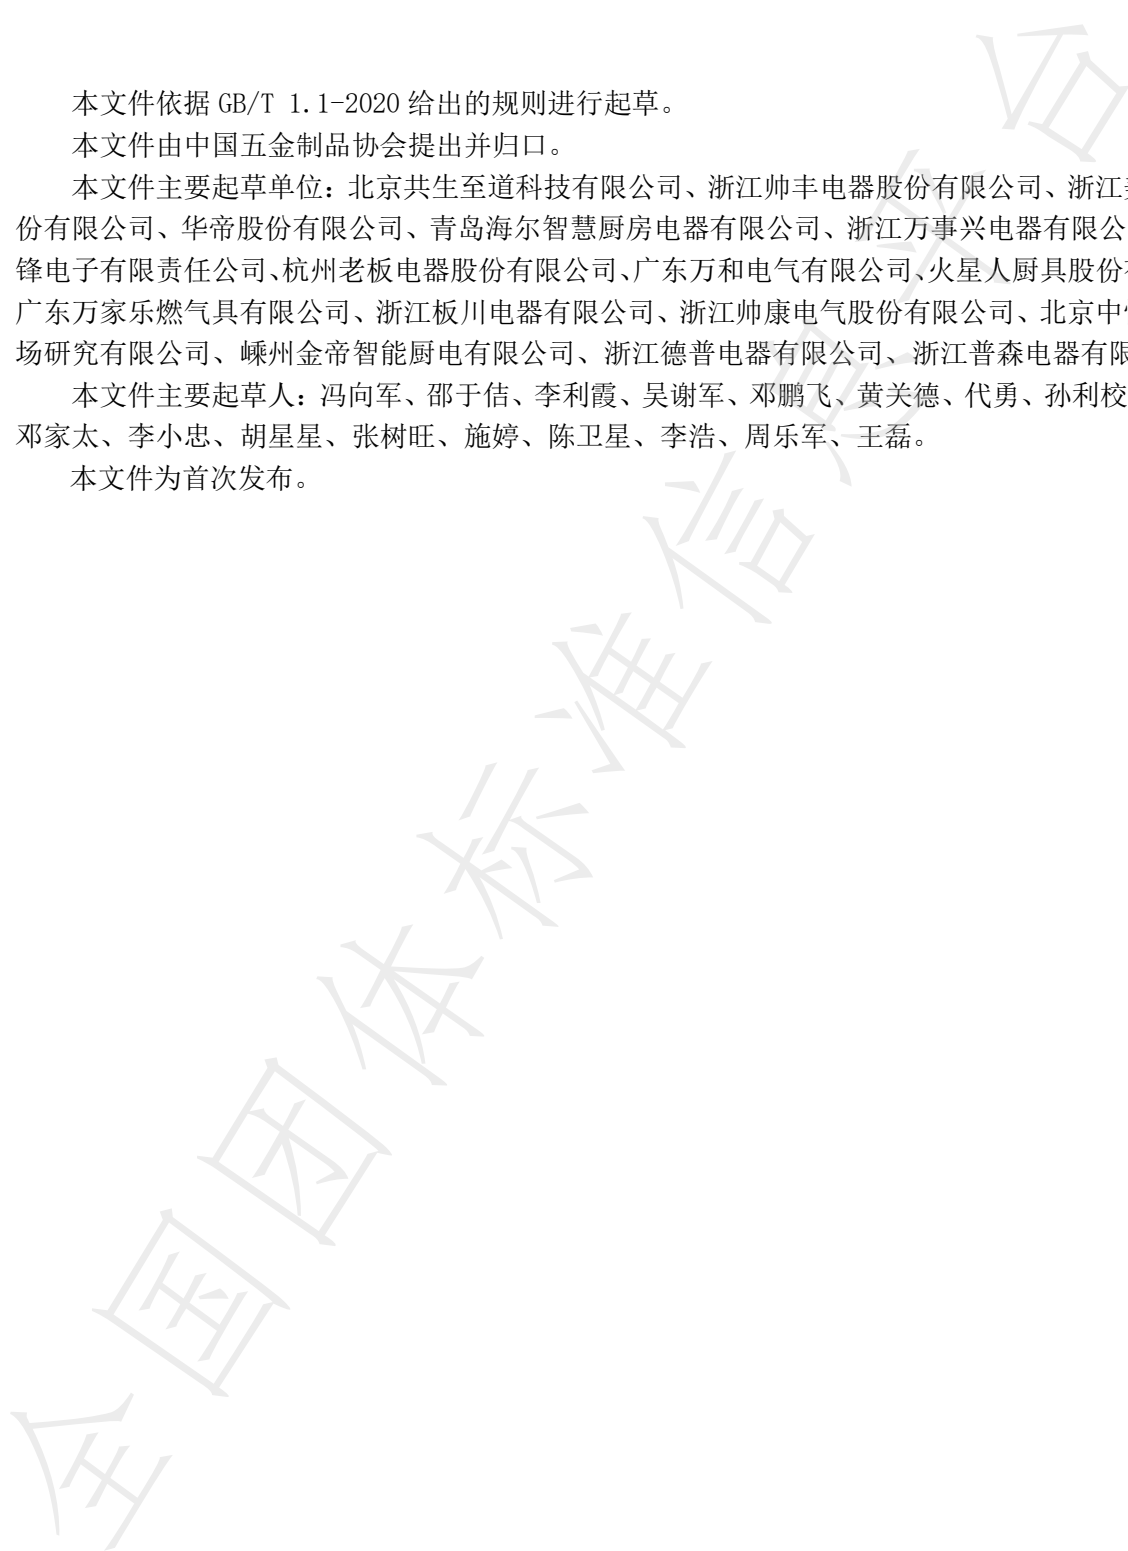 本文件依据 GB/T 1.1-2020 给出的规则进行起草。
本文件由中国五金制品协会提出并归口。
本文件主要起草单位：北京共生至道科技有限公司、浙江帅丰电器股份有限公司、浙江
份有限公司、华帝股份有限公司、青岛海尔智慧厨房电器有限公司、浙江万事兴电器有限公
锋电子有限责任公司、杭州老板电器股份有限公司、广东万和电气有限公司、火星人厨具股份
广东万家乐燃气具有限公司、浙江板川电器有限公司、浙江帅康电气股份有限公司、北京中
场研究有限公司、嵊州金帝智能厨电有限公司、浙江德普电器有限公司、浙江普森电器有限
本文件主要起草人：冯向军、邵于佶、李利霞、吴谢军、邓鹏飞、黄关德、代勇、孙利校
邓家太、李小忠、胡星星、张树旺、施婷、陈卫星、李浩、周乐军、王磊。
本文件为首次发布。
全国团体标准信息平台